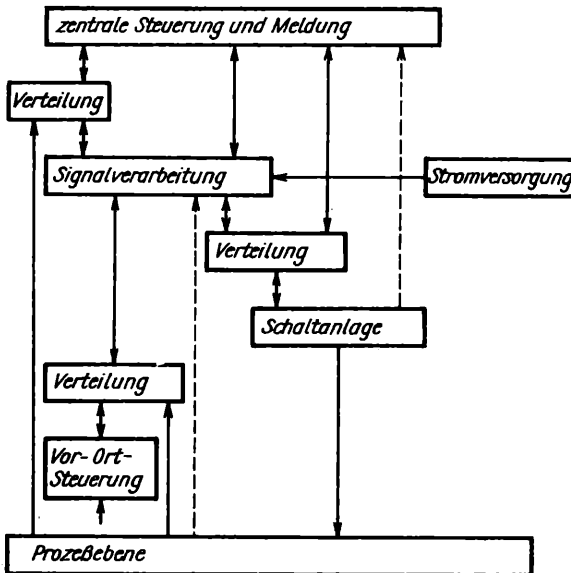 zentrale Steuerung und Meldung
Verteilung
Signalverarbeitung
Stromversorgung
Verteilung
Schaltanlage
Verteilung
Vor-Ort-
Steuerung
Prozeßebene